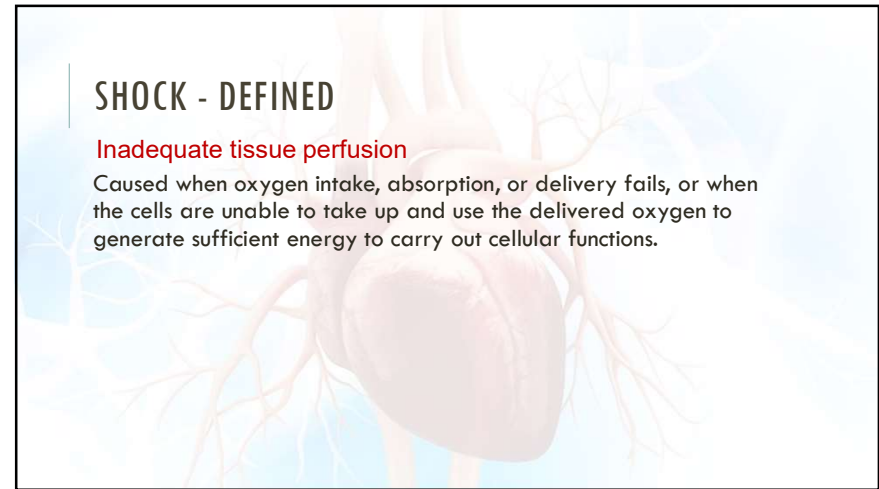 SHOCK - DEFINED
Inadequate tissue perfusion
Caused when oxygen intake, absorption, or delivery fails, or when
the cells are unable to take up and use the delivered oxygen to
generate sufficient energy to carry out cellular functions.